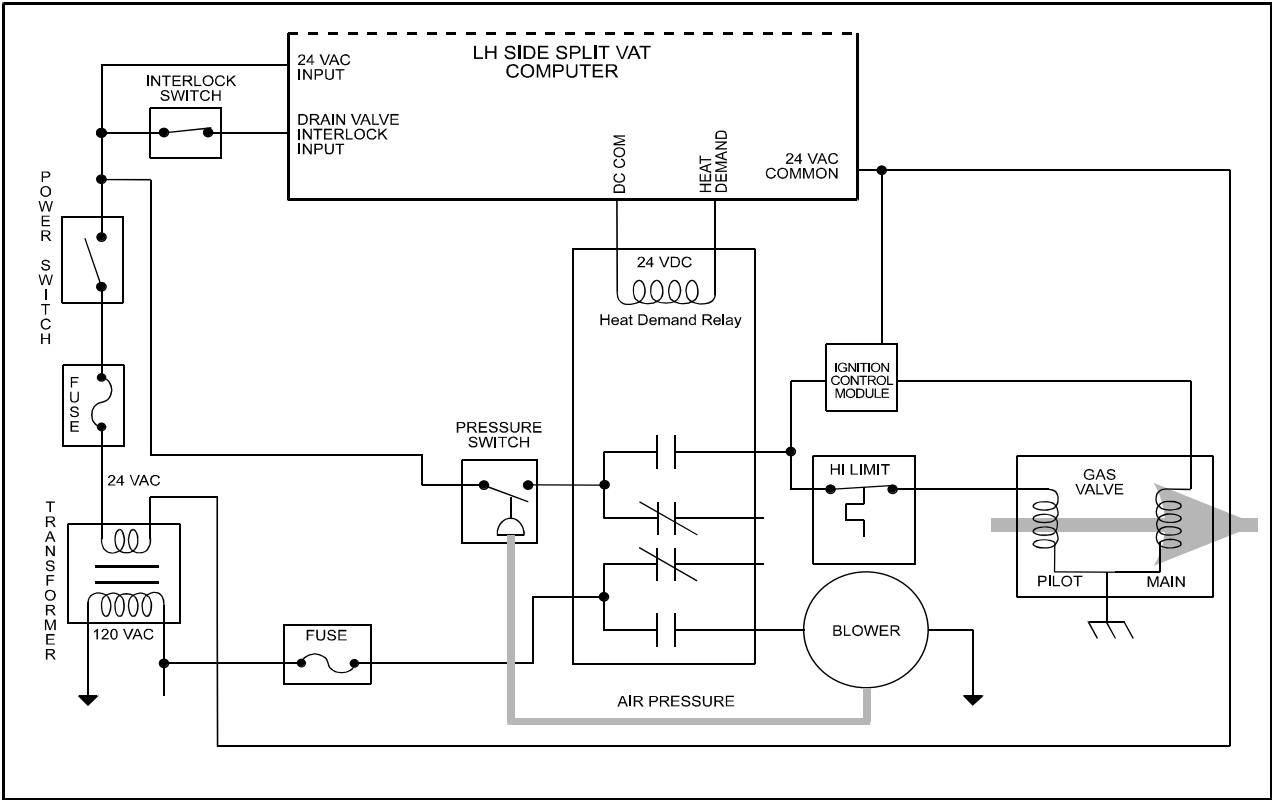 LH SIDE SPLIT VAT
COMPUTER
24 VAC
INPUT
INTERLOCK
SWITCH
DRAIN VALVE
INTERLOCK
INPUT
DC COM
HEAT
DEMAND
24 VAC
COMMON
POWER SWITCH
24 VDC
Heat Demand Relay
IGNITION
CONTROL
MODULE
FUSE
PRESSURE
SWITCH
HI LIMIT
GAS
VALVE
24 VAC
TRANSFORMER
PILOT
MAIN
120 VAC
FUSE
BLOWER
AIR PRESSURE